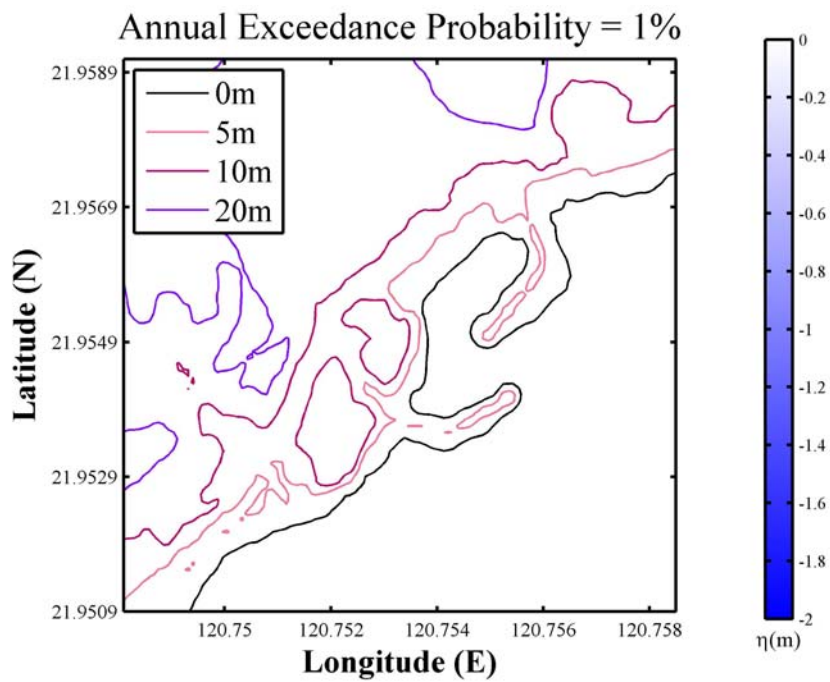 Annual Exceedance Probability = 1%
21.9589
21.9569
21.9549
21.9529
21.9509
Latitude (N)
0m
5m
10m
20m
120.75
120.752
120.754
120.756
120.758
Longitude (E)
0
-0.2
-0.4
-0.6
-0.8
-1
-1.2
-1.4
-1.6
-1.8
-2
η(m)